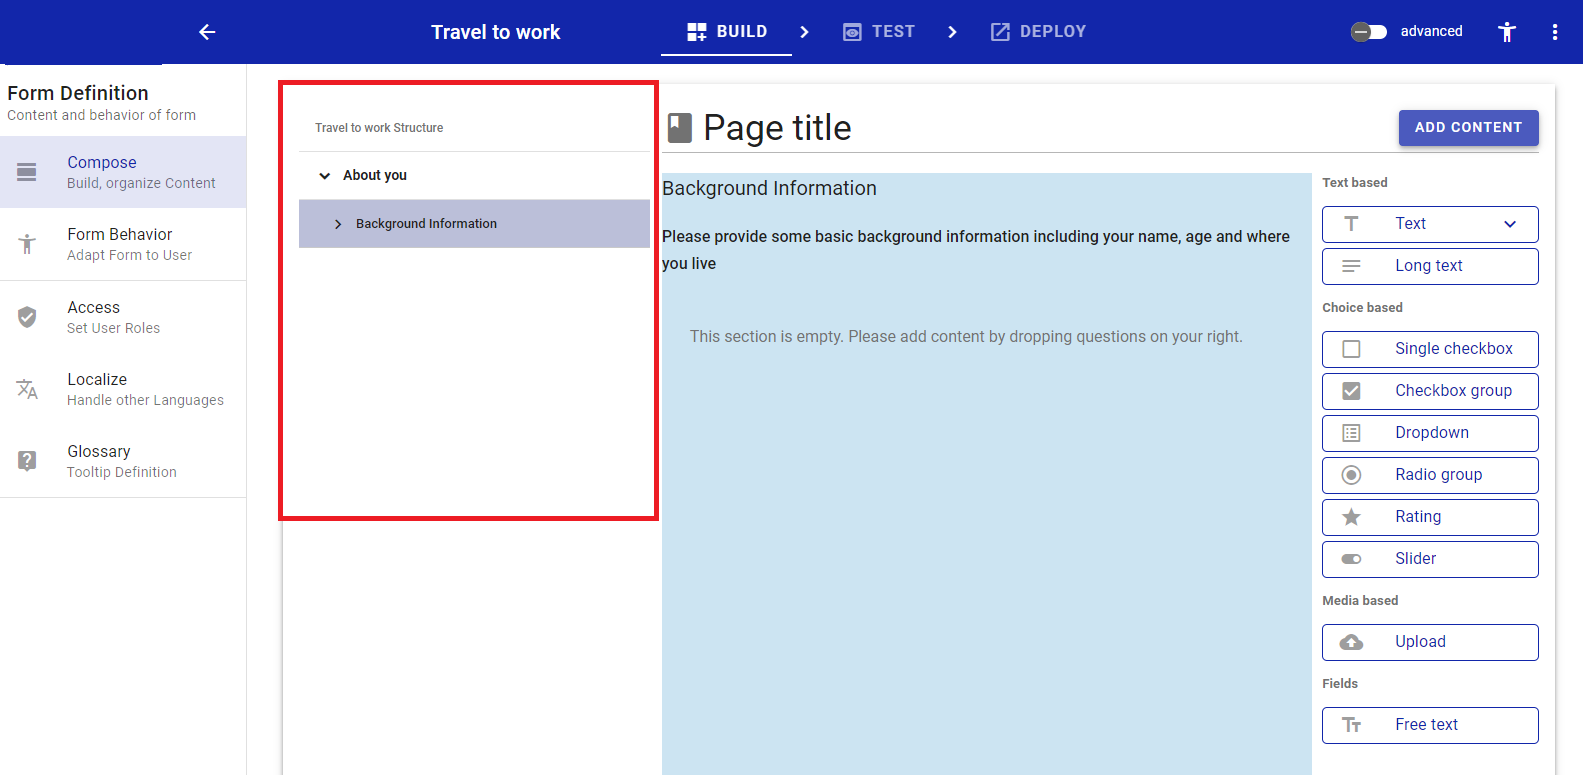 Travel to work
BUILD
TEST
DEPLOY
advanced
Form Definition
Content and behavior of form
Compose
Build, organize Content
Form Behavior
Adapt Form to User
Access
Set User Roles
Localize
Handle other Languages
Glossary
Tooltip Definition
Travel to work Structure
About you
Background Information
Page title
ADD CONTENT
Background Information
Please provide some basic background information including your name, age and where
you live
This section is empty. Please add content by dropping questions on your right.
Text based
Text
Long text
Choice based
Single checkbox
Checkbox group
Dropdown
Radio group
Rating
Slider
Media based
Upload
Fields
Free text